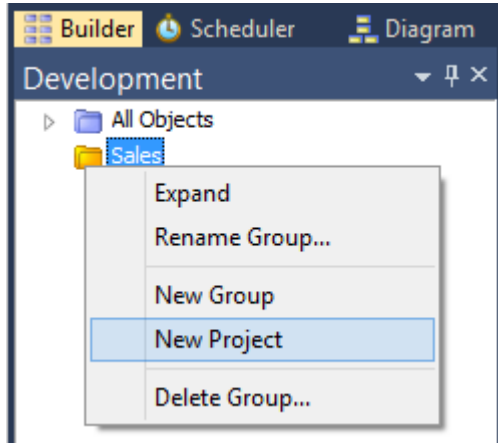 Builder Scheduler Diagram
Development
All Objects
Sales
Expand
Rename Group...
New Group
New Project
Delete Group...